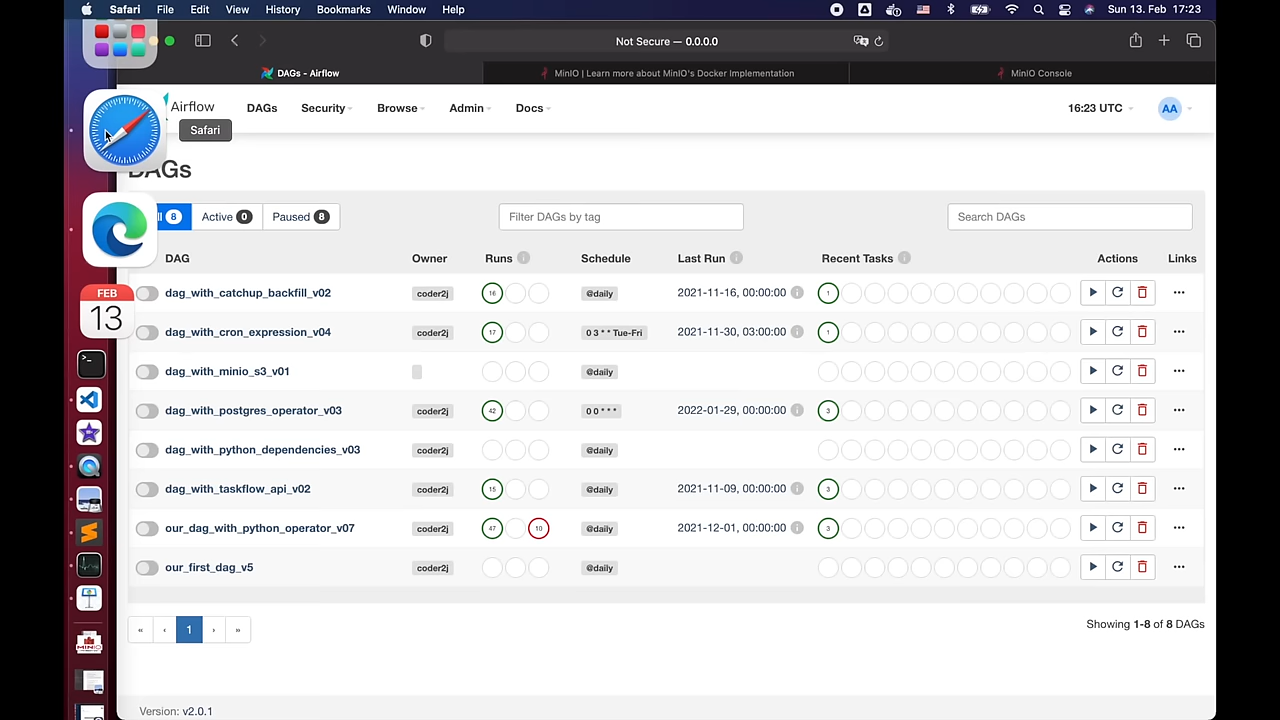 Safari File Edit View History Bookmarks Window Help Sun 13. Feb 17:23
Not Secure — 0.0.0.0
DAGs - Airflow MinIO | Learn more about MinIO's Docker Implementation MinIO Console
Airflow DAGs Security Browse Admin Docs 16:23 UTC AA
Safari
DAGs
8 Active 0 Paused 8 Filter DAGs by tag Search DAGs
DAG Owner Runs Schedule Last Run Recent Tasks Actions Links
FEB
13
dag_with_catchup_backfill_v02 coder2j 16 @daily 2021-11-16, 00:00:00 1
dag_with_cron_expression_v04 coder2j 17 0 3 * * Tue-Fri 2021-11-30, 03:00:00 1
dag_with_minio_s3_v01 @daily
dag_with_postgres_operator_v03 coder2j 42 0 0 * * * 2022-01-29, 00:00:00 3
dag_with_python_dependencies_v03 coder2j @daily
dag_with_taskflow_api_v02 coder2j 15 @daily 2021-11-09, 00:00:00 3
our_dag_with_python_operator_v07 coder2j 47 10 @daily 2021-12-01, 00:00:00 3
our_first_dag_v5 coder2j @daily
« ‹ 1 › » Showing 1-8 of 8 DAGs
MINIO
Version: v2.0.1